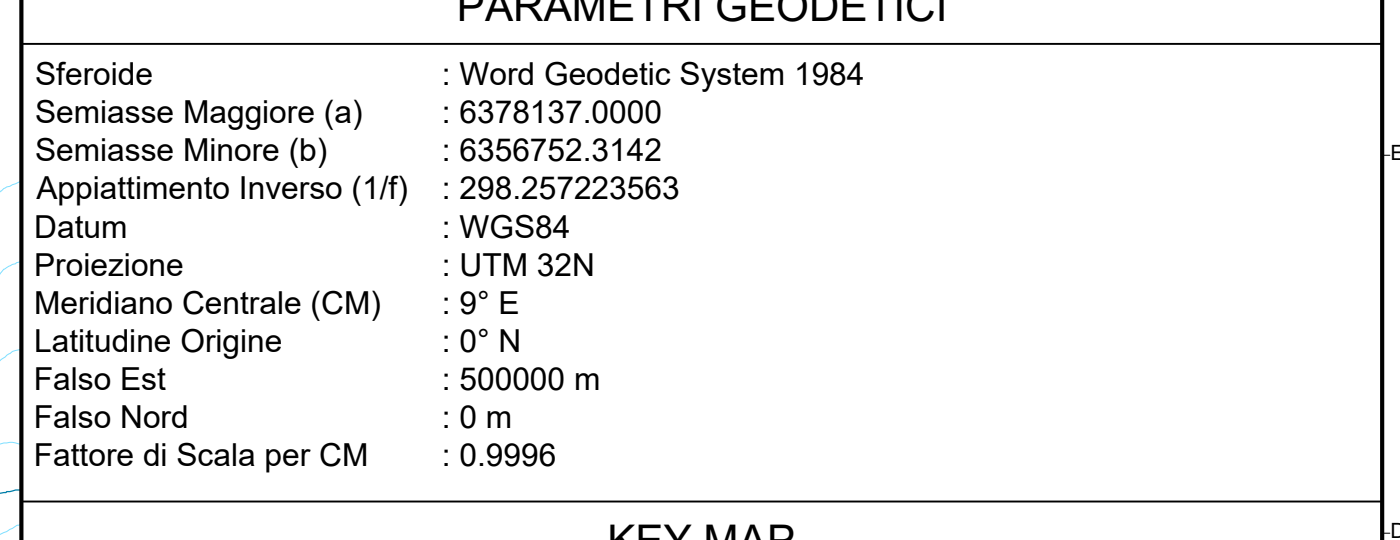 PARAMETRI GEODETICI
Sferoide : Word Geodetic System 1984
Semiasse Maggiore (a) : 6378137.0000
Semiasse Minore (b) : 6356752.3142
Appiattimento Inverso (1/f) : 298.257223563
Datum : WGS84
Proiezione : UTM 32N
Meridiano Centrale (CM) : 9° E
Latitudine Origine : 0° N
Falso Est : 500000 m
Falso Nord : 0 m
Fattore di Scala per CM : 0.9996
KEY MAP